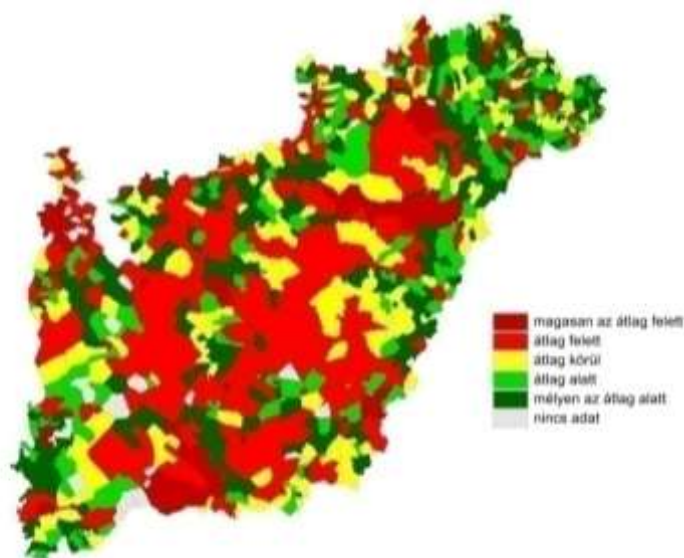 magasan az átlag felett
átlag felett
átlag körül
átlag alatt
mélyen az átlag alatt
nincs adat